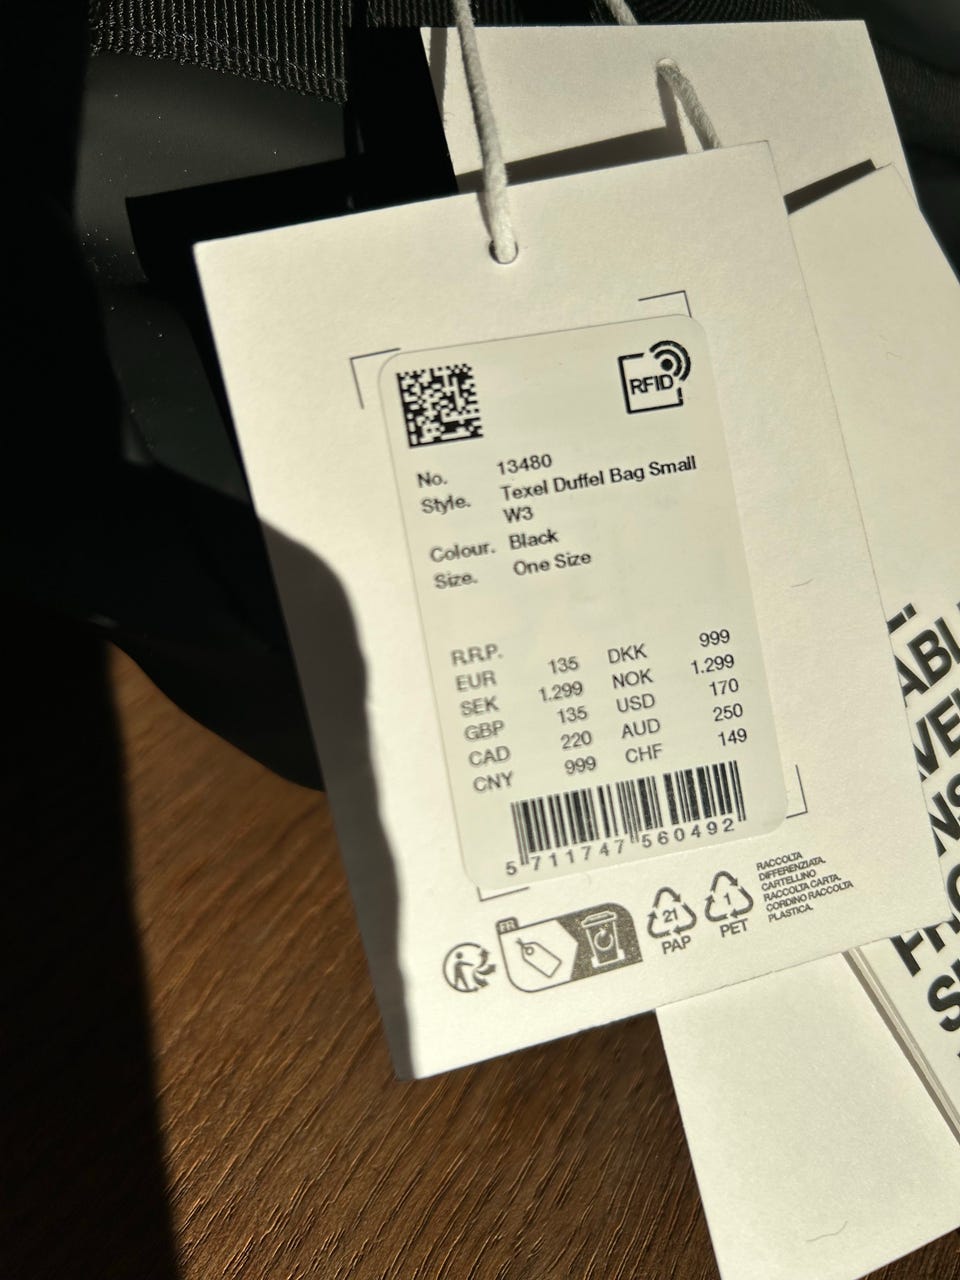 RFID
No. 13480
Style. Texel Duffel Bag Small
W3
Colour. Black
Size. One Size
R.R.P.
EUR 135 DKK 999
SEK 1.299 NOK 1.299
GBP 135 USD 170
CAD 220 AUD 250
CNY 999 CHF 149
5 711747 560492
FR
21
PAP
1
PET
RACCOLTA
DIFFERENZIATA.
CARTELLINO
RACCOLTA CARTA.
CORDINO RACCOLTA
PLASTICA.